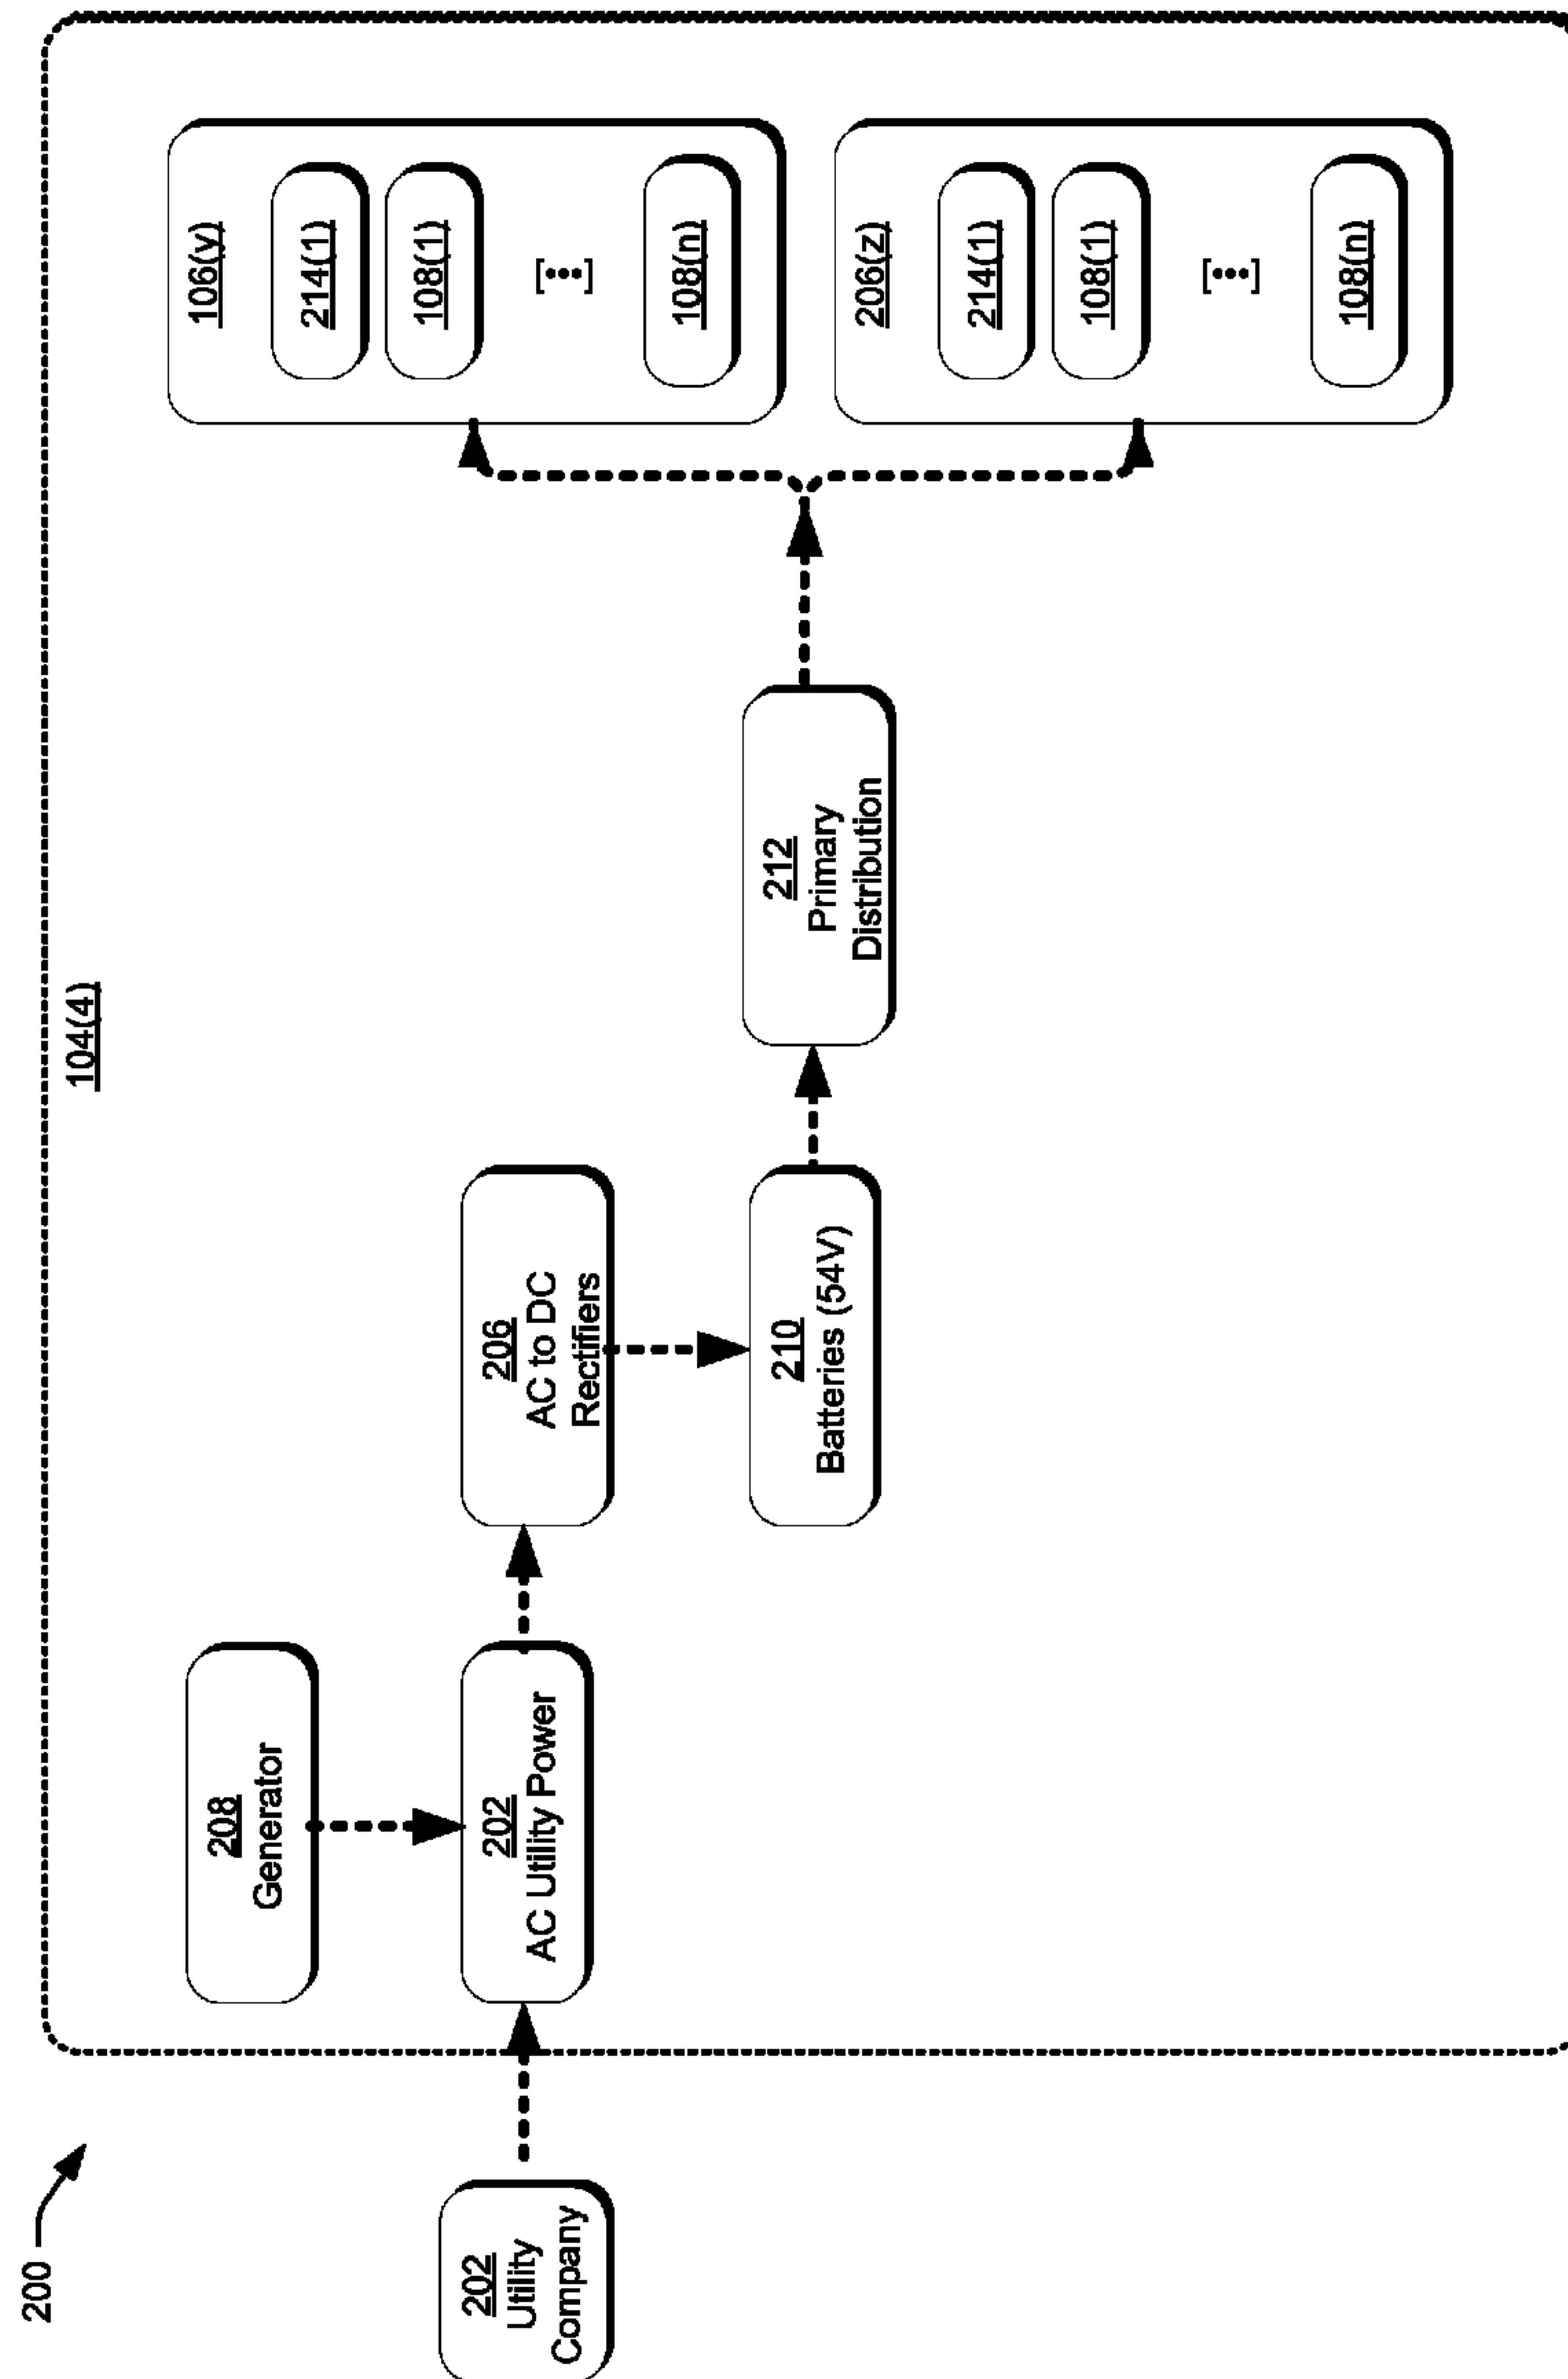 200
104(4)
202
Utility
Company
208
Generator
202
AC Utility Power
206
AC to DC
Rectifiers
210
Batteries (54V)
212
Primary
Distribution
106(y)
214(1)
108(1)
[•••]
108(n)
206(z)
214(1)
108(1)
[•••]
108(n)